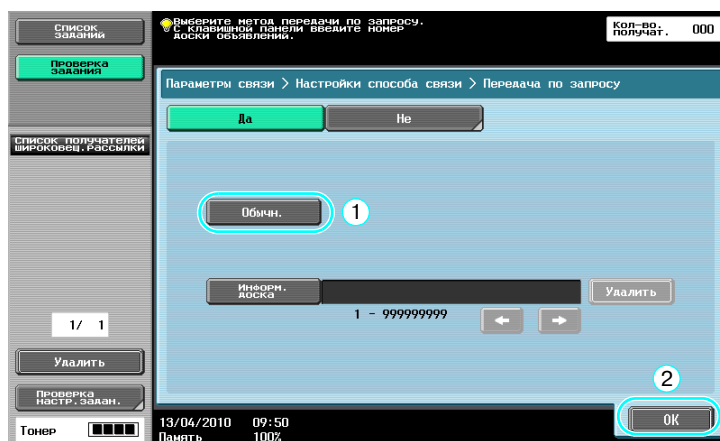 Список
заданий
Выберите метод передачи по запросу.
С клавишной панели введите номер
доски объявлений.
Кол-во.
получат.
000
Проверка
задания
Параметры связи > Настройки способа связи > Передача по запросу
Да
Не
Список получателей
широковещ.рассылки
Обычн.
1
Информ.
доска
Удалить
1 - 999999999
1/ 1
Удалить
2
Проверка
настр.задан.
OK
Тонер
13/04/2010 09:50
Память 100%